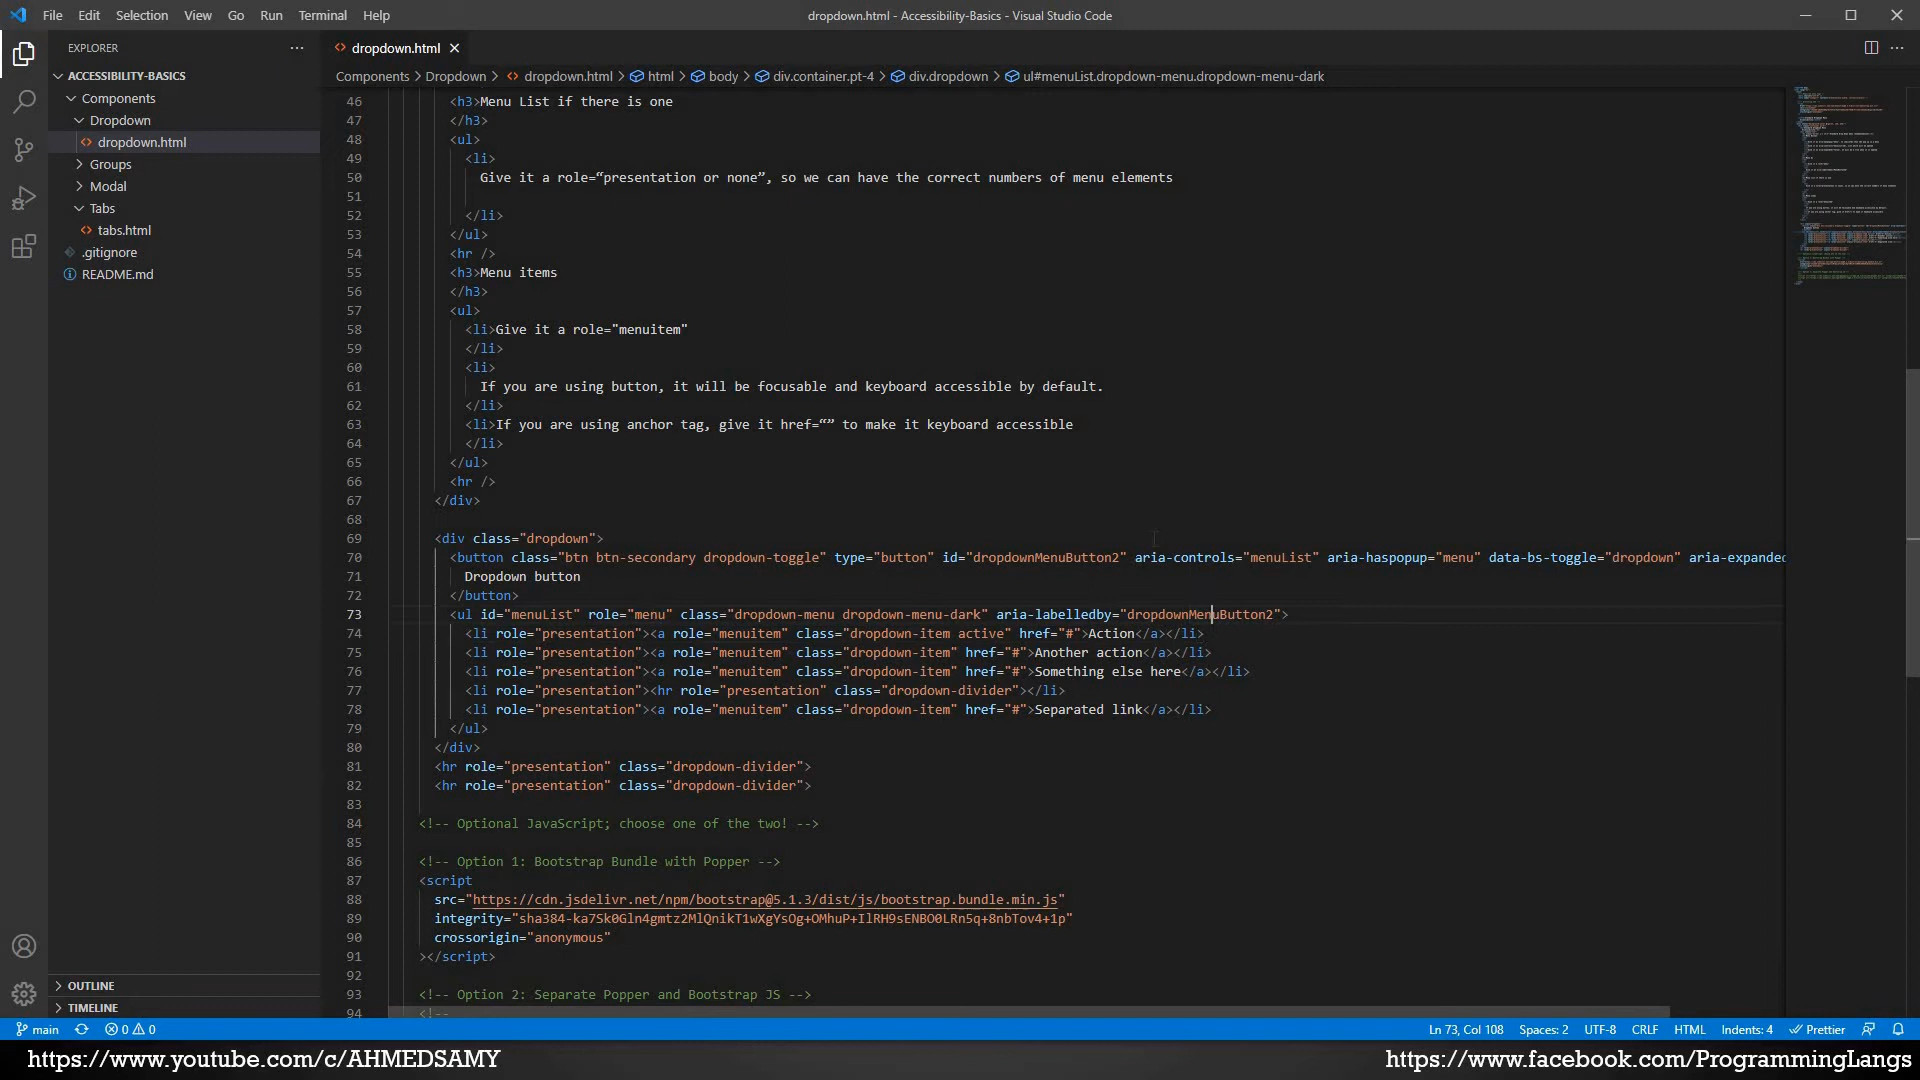 File Edit Selection View Go Run Terminal Help
dropdown.html - Accessibility-Basics - Visual Studio Code
EXPLORER
ACCESSIBILITY-BASICS
Components
Dropdown
dropdown.html
Groups
Modal
Tabs
tabs.html
.gitignore
README.md
OUTLINE
TIMELINE
dropdown.html
Components > Dropdown > dropdown.html > html > body > div.container.pt-4 > div.dropdown > ul#menuList.dropdown-menu.dropdown-menu-dark
46 <h3>Menu List if there is one
47 </h3>
48 <ul>
49 <li>
50 Give it a role=“presentation or none”, so we can have the correct numbers of menu elements
51
52 </li>
53 </ul>
54 <hr />
55 <h3>Menu items
56 </h3>
57 <ul>
58 <li>Give it a role="menuitem"
59 </li>
60 <li>
61 If you are using button, it will be focusable and keyboard accessible by default.
62 </li>
63 <li>If you are using anchor tag, give it href=“” to make it keyboard accessible
64 </li>
65 </ul>
66 <hr />
67 </div>
68
69 <div class="dropdown">
70 <button class="btn btn-secondary dropdown-toggle" type="button" id="dropdownMenuButton2" aria-controls="menuList" aria-haspopup="menu" data-bs-toggle="dropdown" aria-expanded
71 Dropdown button
72 </button>
73 <ul id="menuList" role="menu" class="dropdown-menu dropdown-menu-dark" aria-labelledby="dropdownMenuButton2">
74 <li role="presentation"><a role="menuitem" class="dropdown-item active" href="#">Action</a></li>
75 <li role="presentation"><a role="menuitem" class="dropdown-item" href="#">Another action</a></li>
76 <li role="presentation"><a role="menuitem" class="dropdown-item" href="#">Something else here</a></li>
77 <li role="presentation"><hr role="presentation" class="dropdown-divider"></li>
78 <li role="presentation"><a role="menuitem" class="dropdown-item" href="#">Separated link</a></li>
79 </ul>
80 </div>
81 <hr role="presentation" class="dropdown-divider">
82 <hr role="presentation" class="dropdown-divider">
83
84 <!-- Optional JavaScript; choose one of the two! -->
85
86 <!-- Option 1: Bootstrap Bundle with Popper -->
87 <script
88 src="https://cdn.jsdelivr.net/npm/bootstrap@5.1.3/dist/js/bootstrap.bundle.min.js"
89 integrity="sha384-ka7Sk0Gln4gmtz2MlQnikT1wXgYsOg+OMhuP+IlRH9sENBO0LRn5q+8nbTov4+1p"
90 crossorigin="anonymous"
91 ></script>
92
93 <!-- Option 2: Separate Popper and Bootstrap JS -->
94 <!--
main 0 0 Ln 73, Col 108 Spaces: 2 UTF-8 CRLF HTML Indents: 4 Prettier
https://www.youtube.com/c/AHMEDSAMY
https://www.facebook.com/ProgrammingLangs